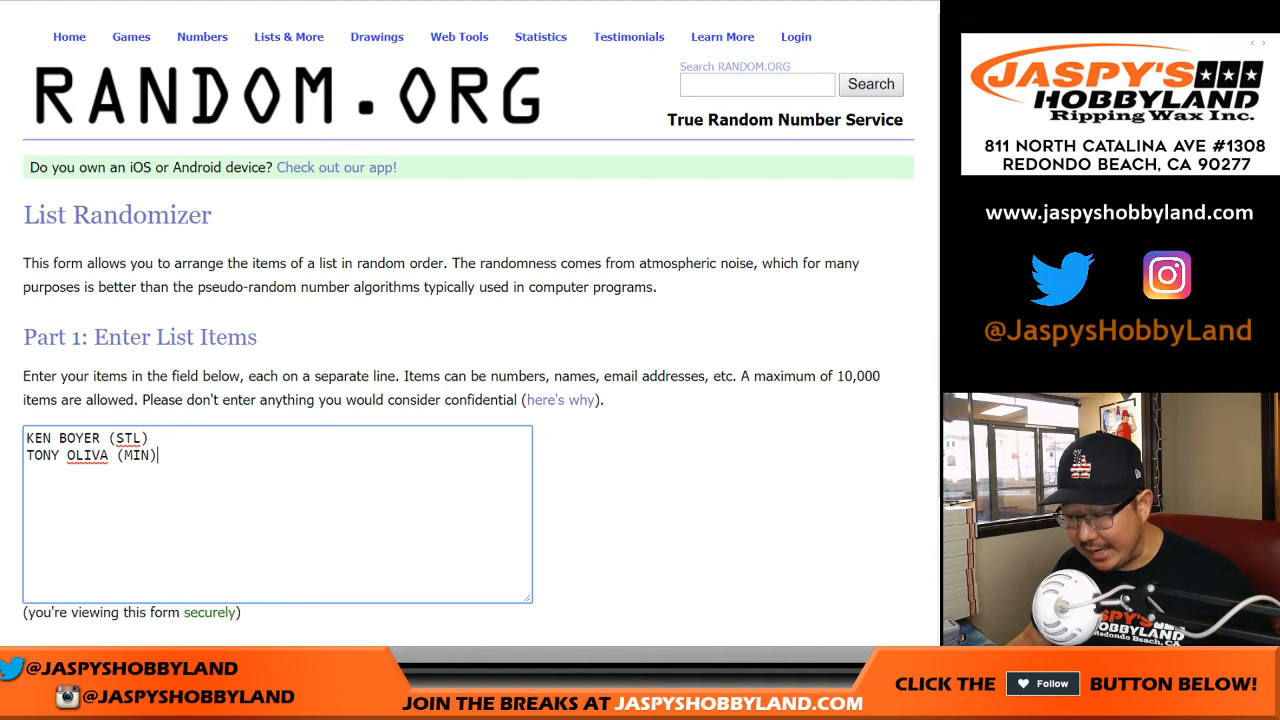 Home Games Numbers Lists & More Drawings Web Tools Statistics Testimonials Learn More Login
RANDOM.ORG
Search RANDOM.ORG
Search
True Random Number Service
Do you own an iOS or Android device? Check out our app!
List Randomizer
This form allows you to arrange the items of a list in random order. The randomness comes from atmospheric noise, which for many
purposes is better than the pseudo-random number algorithms typically used in computer programs.
Part 1: Enter List Items
Enter your items in the field below, each on a separate line. Items can be numbers, names, email addresses, etc. A maximum of 10,000
items are allowed. Please don't enter anything you would consider confidential (here's why).
KEN BOYER (STL)
TONY OLIVA (MIN)
(you're viewing this form securely)
JASPY'S
HOBBYLAND
Ripping Wax Inc.
811 NORTH CATALINA AVE #1308
REDONDO BEACH, CA 90277
www.jaspyshobbyland.com
@JaspysHobbyLand
LA
JASPY'S
HOBBYLAND
Redondo Beach, CA
@JASPYSHOBBYLAND
@JASPYSHOBBYLAND
JOIN THE BREAKS AT JASPYSHOBBYLAND.COM
CLICK THE Follow BUTTON BELOW!